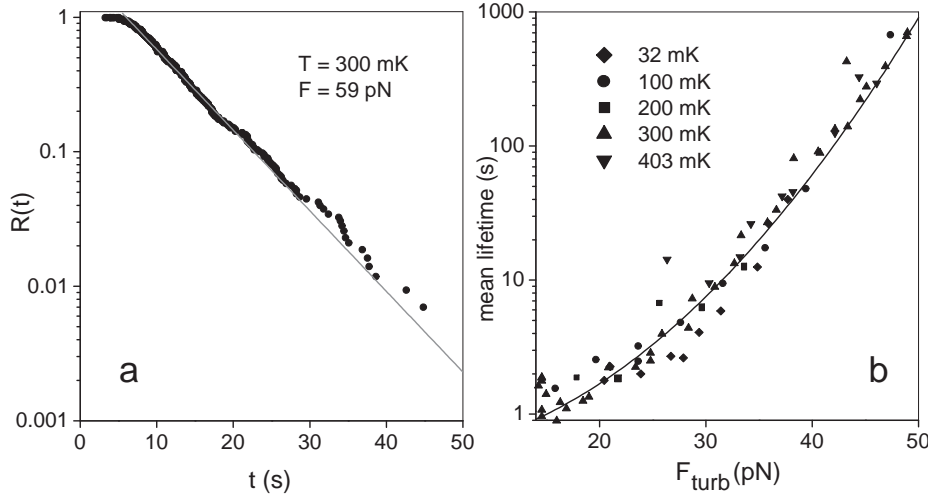 1
0.1
0.01
0.001
R(t)
T = 300 mK
F = 59 pN
a
0
10
20
30
40
50
t (s)
1000
100
10
1
mean lifetime (s)
32 mK
100 mK
200 mK
300 mK
403 mK
b
20
30
40
50
F_turb (pN)